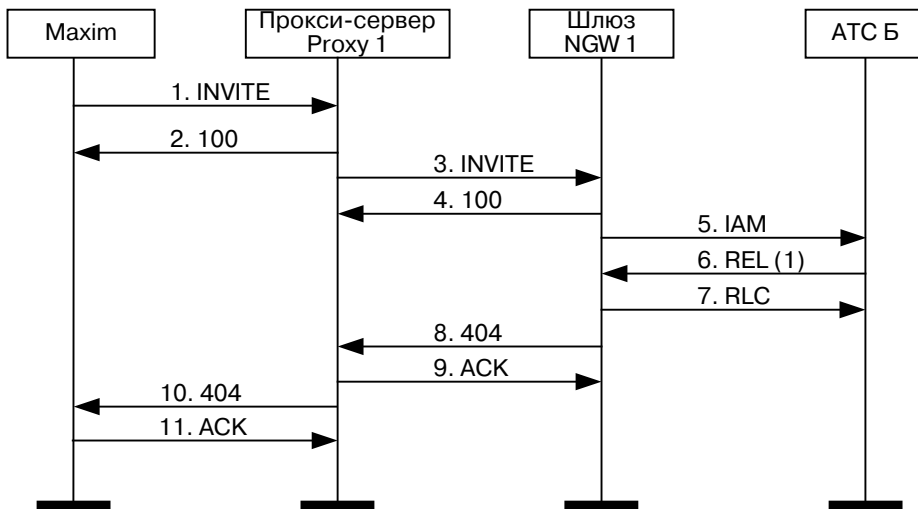 Maxim
Прокси-сервер
Proxy 1
Шлюз
NGW 1
АТС Б
1. INVITE
2. 100
3. INVITE
4. 100
5. IAM
6. REL (1)
7. RLC
8. 404
9. ACK
10. 404
11. ACK